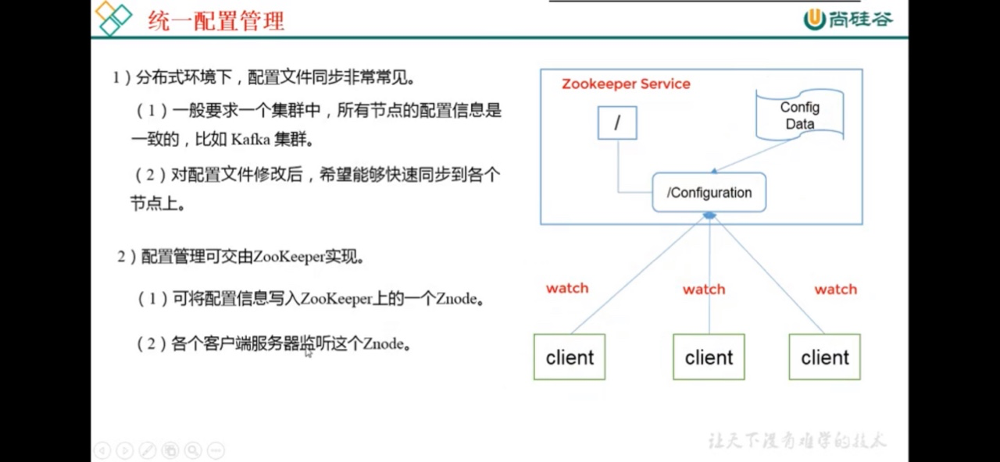 统一配置管理
尚硅谷
1）分布式环境下，配置文件同步非常常见。
（1）一般要求一个集群中，所有节点的配置信息是
一致的，比如 Kafka 集群。
（2）对配置文件修改后，希望能够快速同步到各个
节点上。
2）配置管理可交由ZooKeeper实现。
（1）可将配置信息写入ZooKeeper上的一个Znode。
（2）各个客户端服务器监听这个Znode。
Zookeeper Service
/
Config
Data
/Configuration
watch
watch
watch
client
client
client
让天下没有难学的技术